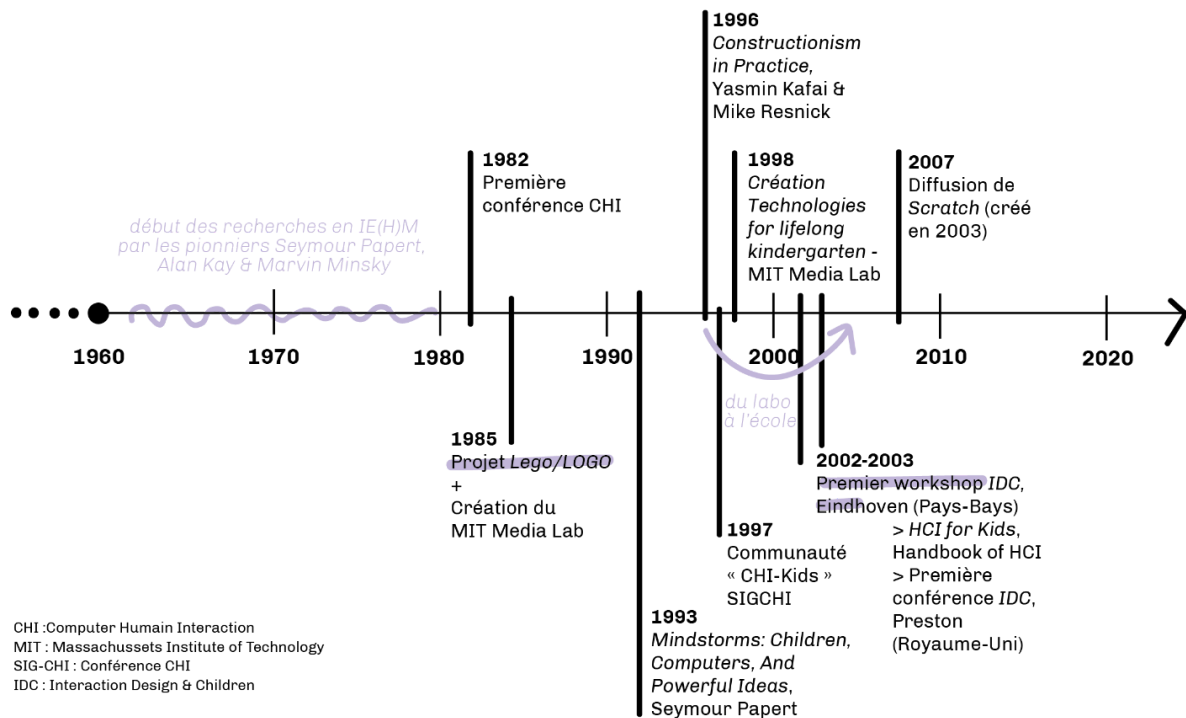 1996
Constructionism
in Practice,
Yasmin Kafai &
Mike Resnick
1982
Première
conférence CHI
1998
Création
Technologies
for lifelong
kindergarten -
MIT Media Lab
2007
Diffusion de
Scratch (créé
en 2003)
début des recherches en IE(H)M
par les pionniers Seymour Papert,
Alan Kay & Marvin Minsky
1960
1970
1980
1990
2000
2010
2020
du labo
à l'école
1985
Projet Lego/LOGO
+
Création du
MIT Media Lab
2002-2003
Premier workshop IDC,
Eindhoven (Pays-Bays)
> HCI for Kids,
Handbook of HCI
> Première
conférence IDC,
Preston
(Royaume-Uni)
1997
Communauté
« CHI-Kids »
SIGCHI
1993
Mindstorms: Children,
Computers, And
Powerful Ideas,
Seymour Papert
CHI :Computer Humain Interaction
MIT : Massachussets Institute of Technology
SIG-CHI : Conférence CHI
IDC : Interaction Design & Children